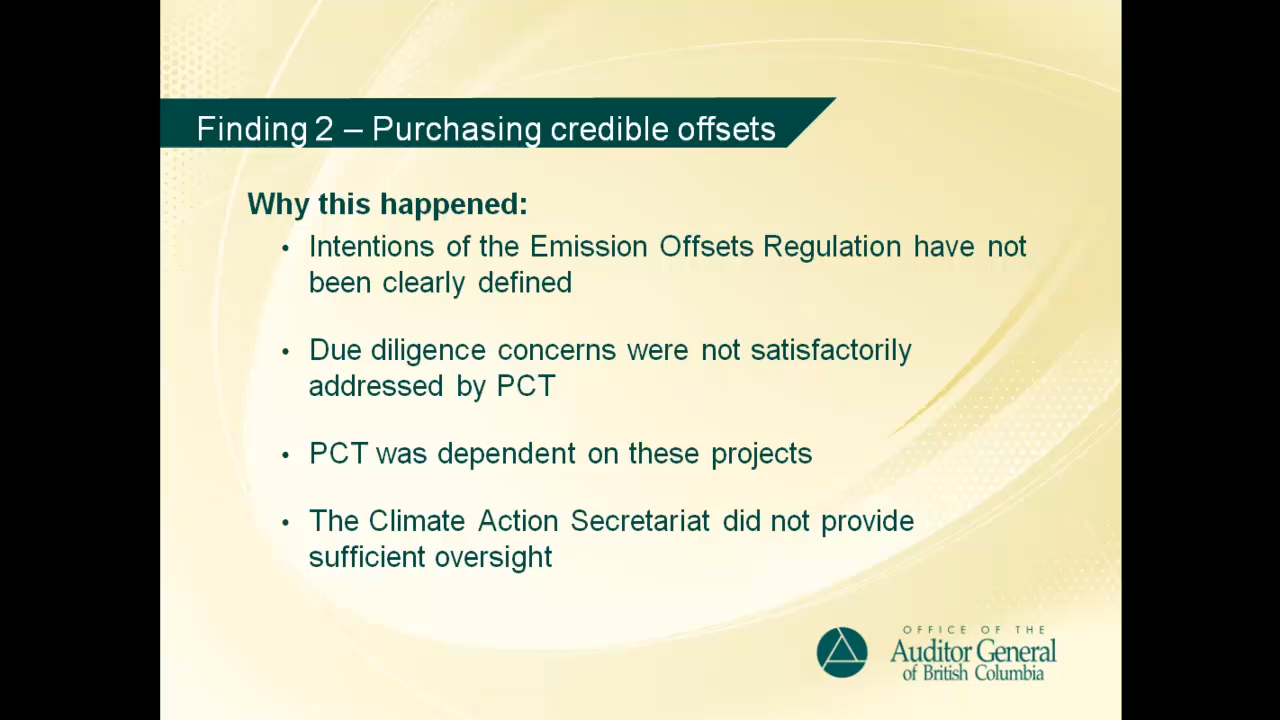 Finding 2 – Purchasing credible offsets
Why this happened:
• Intentions of the Emission Offsets Regulation have not
been clearly defined
• Due diligence concerns were not satisfactorily
addressed by PCT
• PCT was dependent on these projects
• The Climate Action Secretariat did not provide
sufficient oversight
OFFICE OF THE
Auditor General
of British Columbia